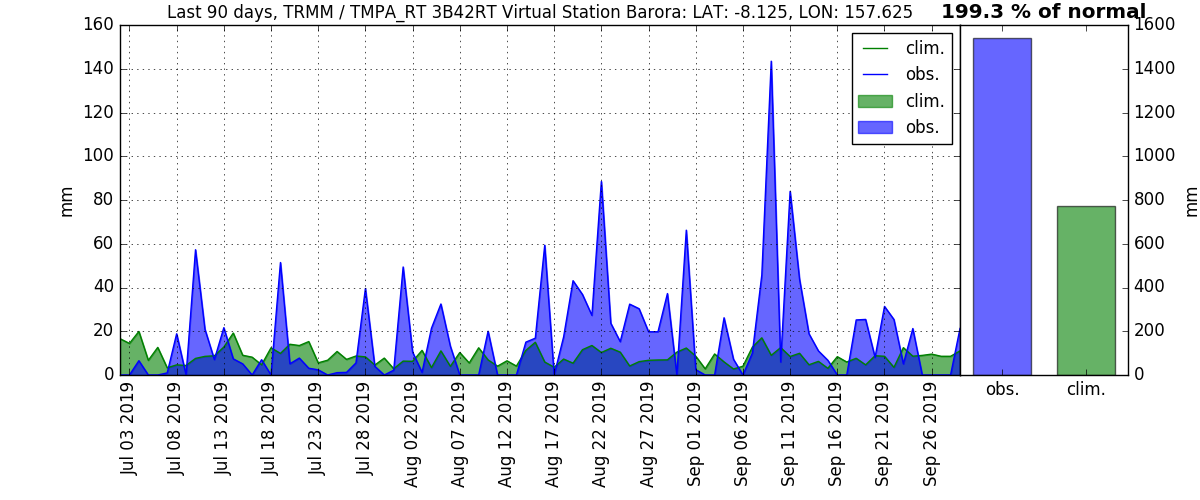 Last 90 days, TRMM / TMPA_RT 3B42RT Virtual Station Barora: LAT: -8.125, LON: 157.625
199.3 % of normal
160
140
120
100
80
60
40
20
0
mm
clim.
obs.
clim.
obs.
1600
1400
1200
1000
800
600
400
200
0
mm
Jul 03 2019
Jul 08 2019
Jul 13 2019
Jul 18 2019
Jul 23 2019
Jul 28 2019
Aug 02 2019
Aug 07 2019
Aug 12 2019
Aug 17 2019
Aug 22 2019
Aug 27 2019
Sep 01 2019
Sep 06 2019
Sep 11 2019
Sep 16 2019
Sep 21 2019
Sep 26 2019
obs.
clim.